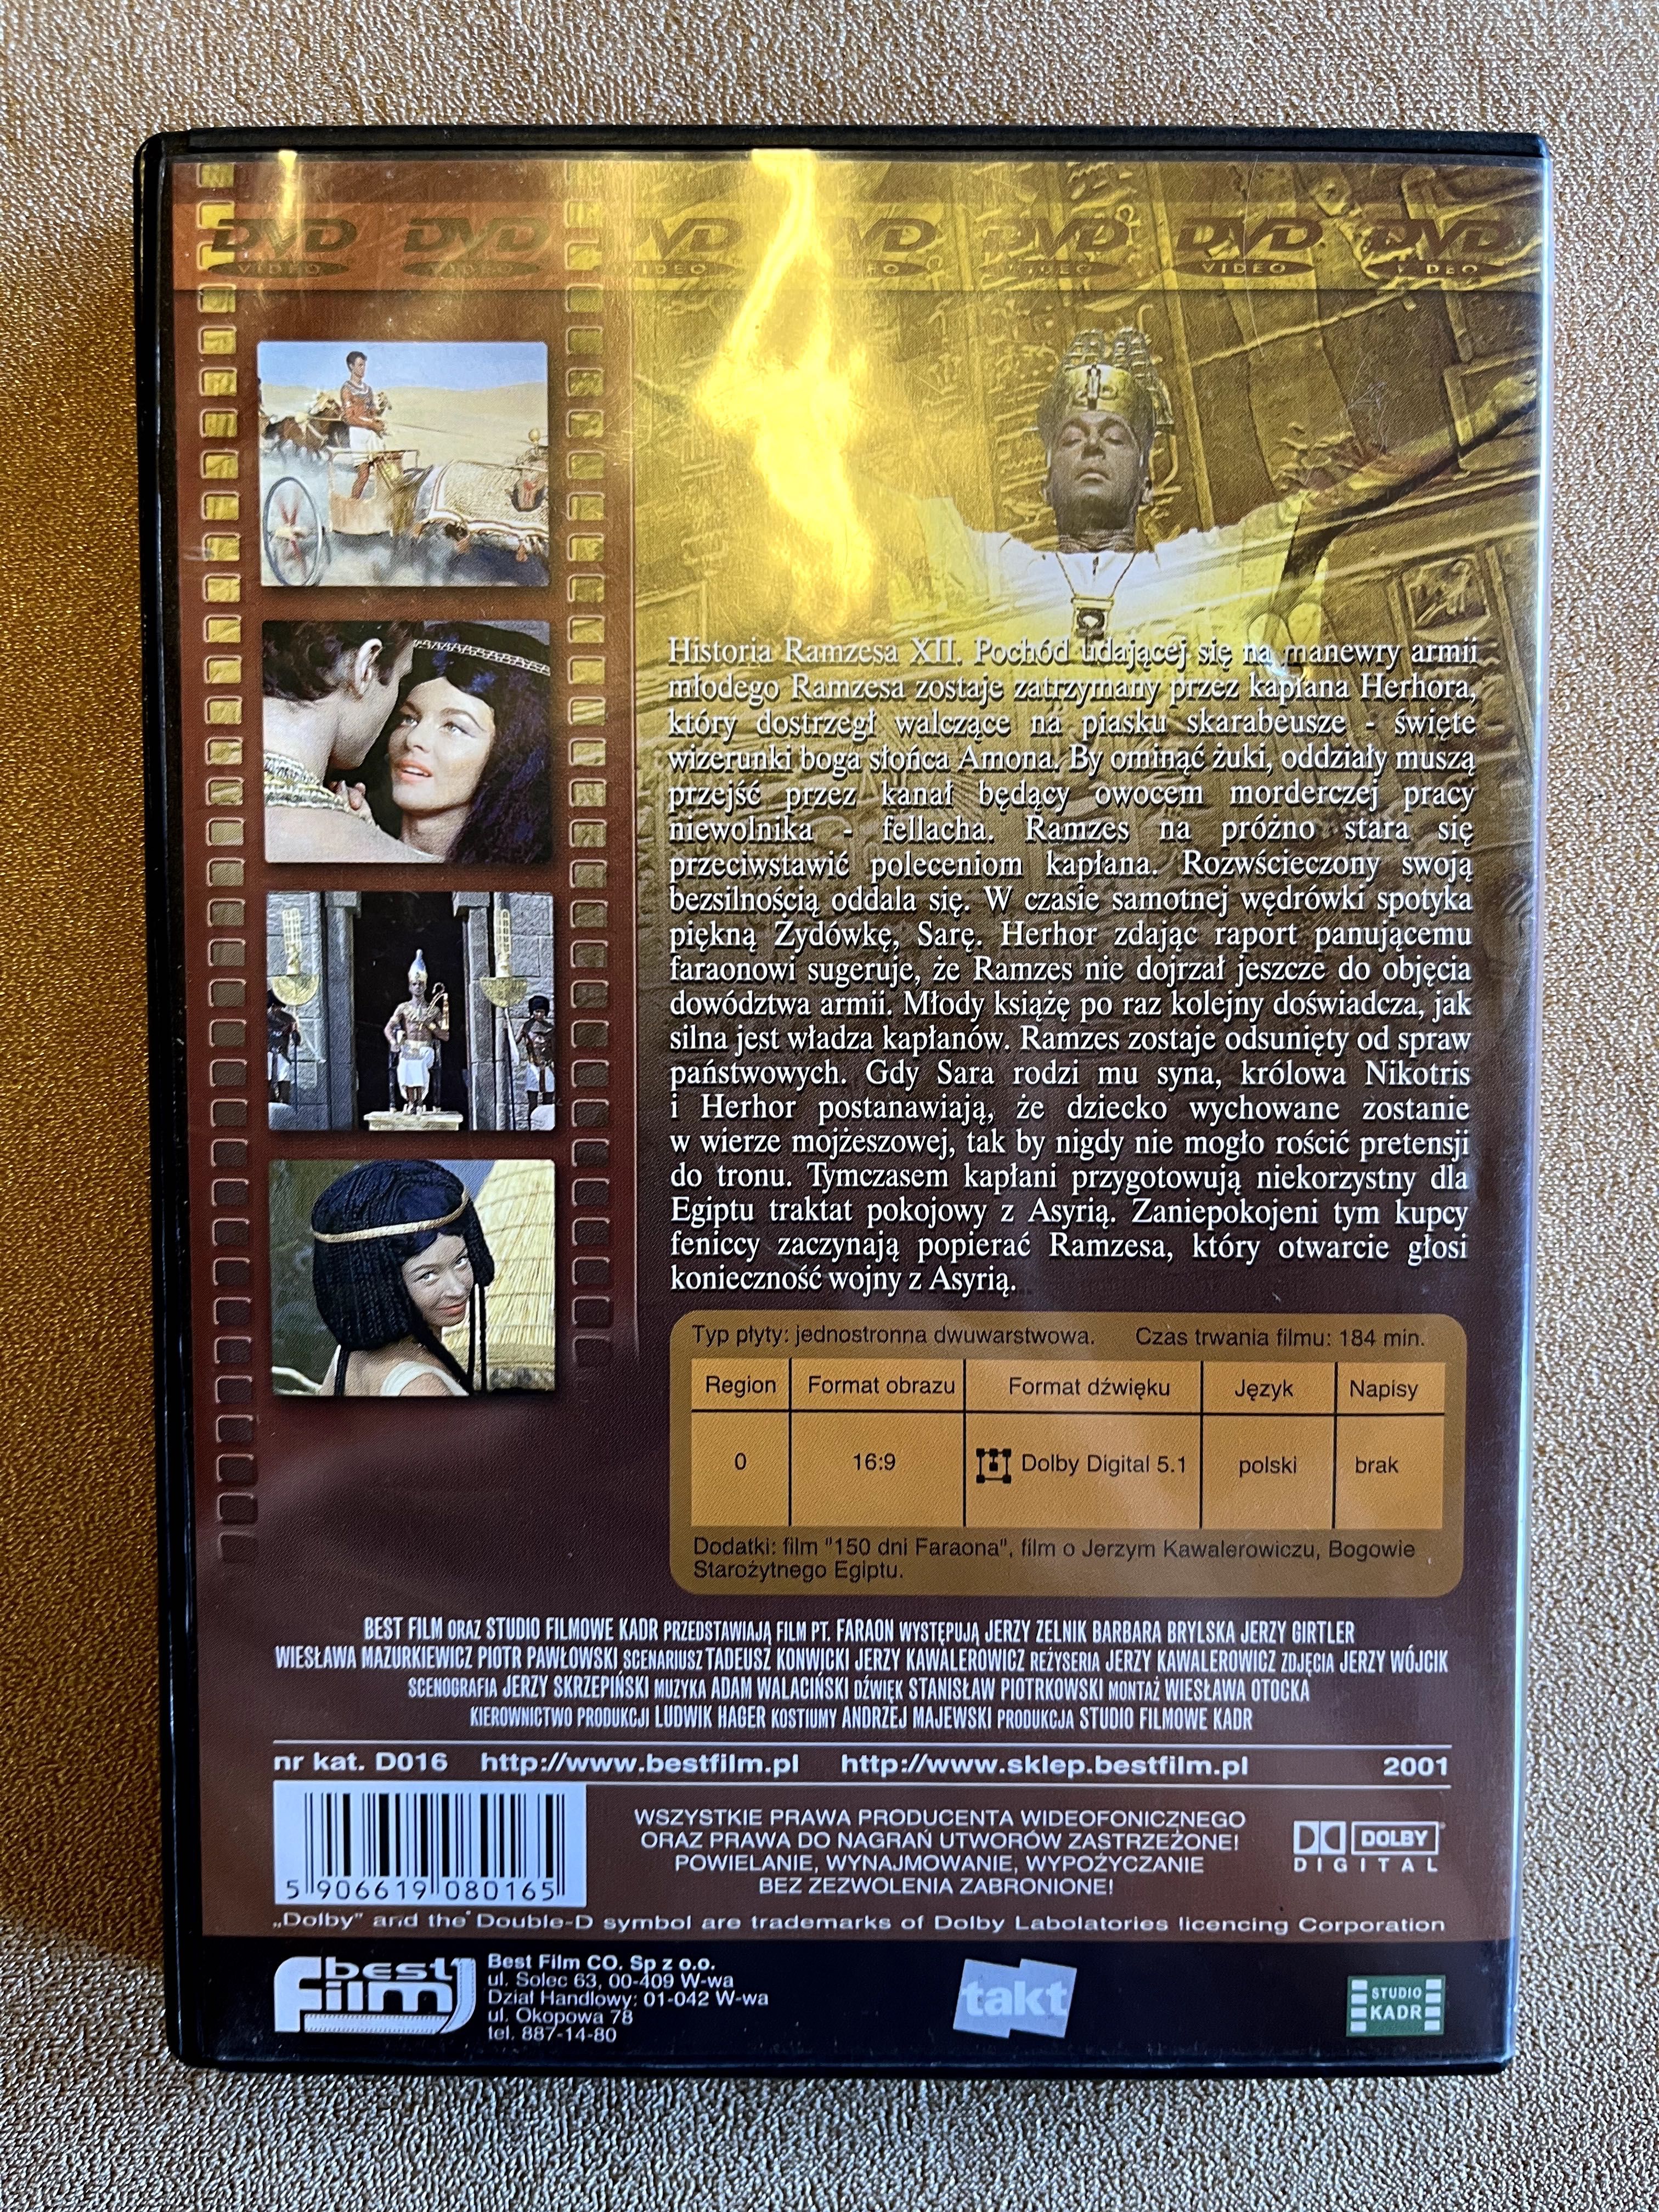 DVD VIDEO DVD VIDEO DVD VIDEO DVD VIDEO DVD VIDEO DVD VIDEO DVD VIDEO
Historia Ramzesa XII. Pochód udającej się na manewry armii
młodego Ramzesa zostaje zatrzymany przez kapłana Herhora,
który dostrzegł walczące na piasku skarabeusze - święte
wizerunki boga słońca Amona. By ominąć żuki, oddziały muszą
przejść przez kanał będący owocem morderczej pracy
niewolnika - fellacha. Ramzes na próżno stara się
przeciwstawić poleceniom kapłana. Rozwścieczony swoją
bezsilnością oddala się. W czasie samotnej wędrówki spotyka
piękną Żydówkę, Sarę. Herhor zdając raport panującemu
faraonowi sugeruje, że Ramzes nie dojrzał jeszcze do objęcia
dowództwa armii. Młody książę po raz kolejny doświadcza, jak
silna jest władza kapłanów. Ramzes zostaje odsunięty od spraw
państwowych. Gdy Sara rodzi mu syna, królowa Nikotris
i Herhor postanawiają, że dziecko wychowane zostanie
w wierze mojżeszowej, tak by nigdy nie mogło rościć pretensji
do tronu. Tymczasem kapłani przygotowują niekorzystny dla
Egiptu traktat pokojowy z Asyrią. Zaniepokojeni tym kupcy
feniccy zaczynają popierać Ramzesa, który otwarcie głosi
konieczność wojny z Asyrią.
Typ płyty: jednostronna dwuwarstwowa. Czas trwania filmu: 184 min.
Region Format obrazu Format dźwięku Język Napisy
0 16:9 Dolby Digital 5.1 polski brak
Dodatki: film "150 dni Faraona", film o Jerzym Kawalerowiczu, Bogowie
Starożytnego Egiptu.
BEST FILM ORAZ STUDIO FILMOWE KADR PRZEDSTAWIAJĄ FILM PT. FARAON WYSTĘPUJĄ JERZY ZELNIK BARBARA BRYLSKA JERZY GIRTLER
WIESŁAWA MAZURKIEWICZ PIOTR PAWŁOWSKI SCENARIUSZ TADEUSZ KONWICKI JERZY KAWALEROWICZ REŻYSERIA JERZY KAWALEROWICZ ZDJĘCIA JERZY WÓJCIK
SCENOGRAFIA JERZY SKRZEPIŃSKI MUZYKA ADAM WALACIŃSKI DŹWIĘK STANISŁAW PIOTRKOWSKI MONTAŻ WIESŁAWA OTOCKA
KIEROWNICTWO PRODUKCJI LUDWIK HAGER KOSTIUMY ANDRZEJ MAJEWSKI PRODUKCJA STUDIO FILMOWE KADR
nr kat. D016 http://www.bestfilm.pl http://www.sklep.bestfilm.pl 2001
WSZYSTKIE PRAWA PRODUCENTA WIDEOFONICZNEGO
ORAZ PRAWA DO NAGRAŃ UTWORÓW ZASTRZEŻONE!
POWIELANIE, WYNAJMOWANIE, WYPOŻYCZANIE
BEZ ZEZWOLENIA ZABRONIONE!
DOLBY
DIGITAL
5 906619 080165
„Dolby" and the Double-D symbol are trademarks of Dolby Labolatories licencing Corporation
best
film
Best Film CO. Sp z o.o.
ul. Solec 63, 00-409 W-wa
Dział Handlowy: 01-042 W-wa
ul. Okopowa 78
tel. 887-14-80
takt
STUDIO
KADR